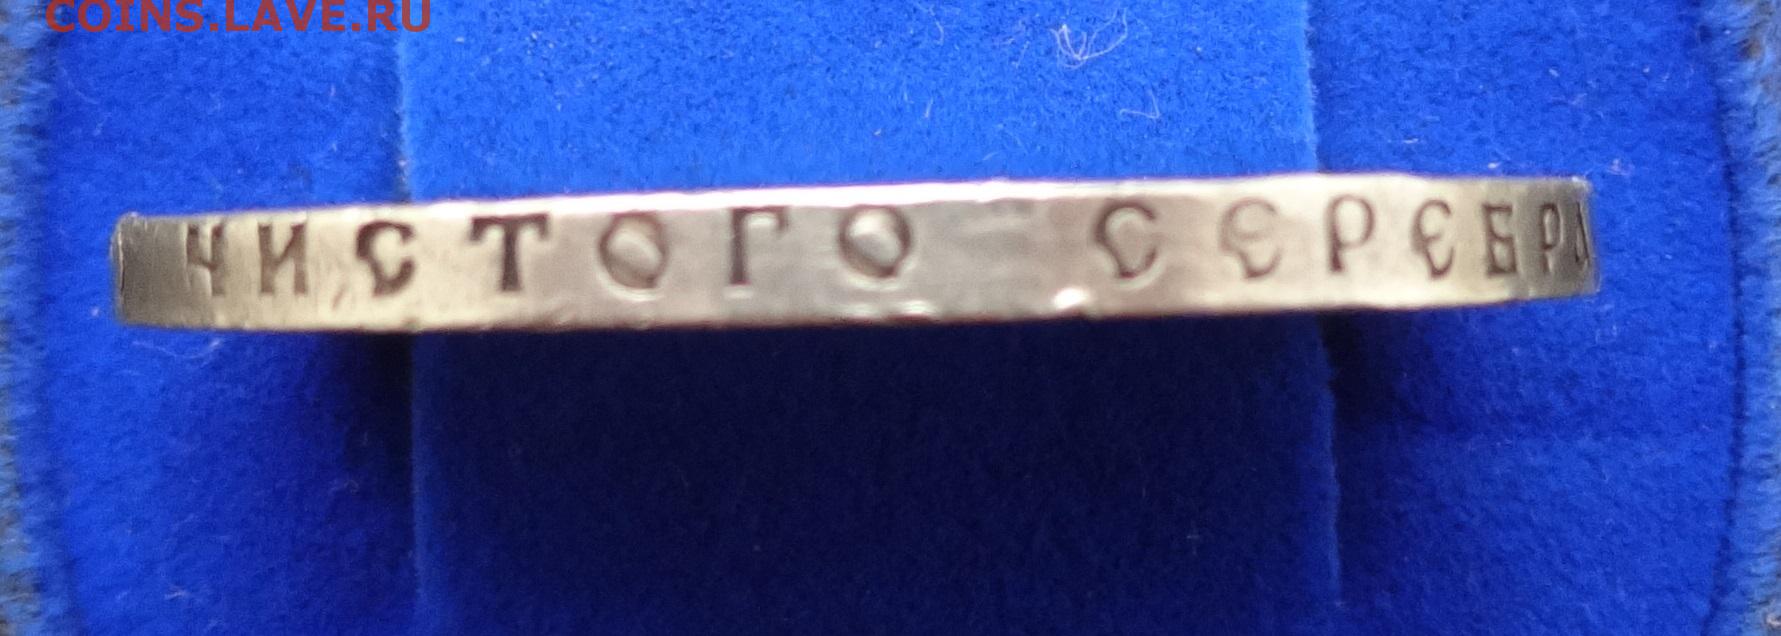 COINS.LAVE.RU
ЧИСТОГО СЕРЕБРА